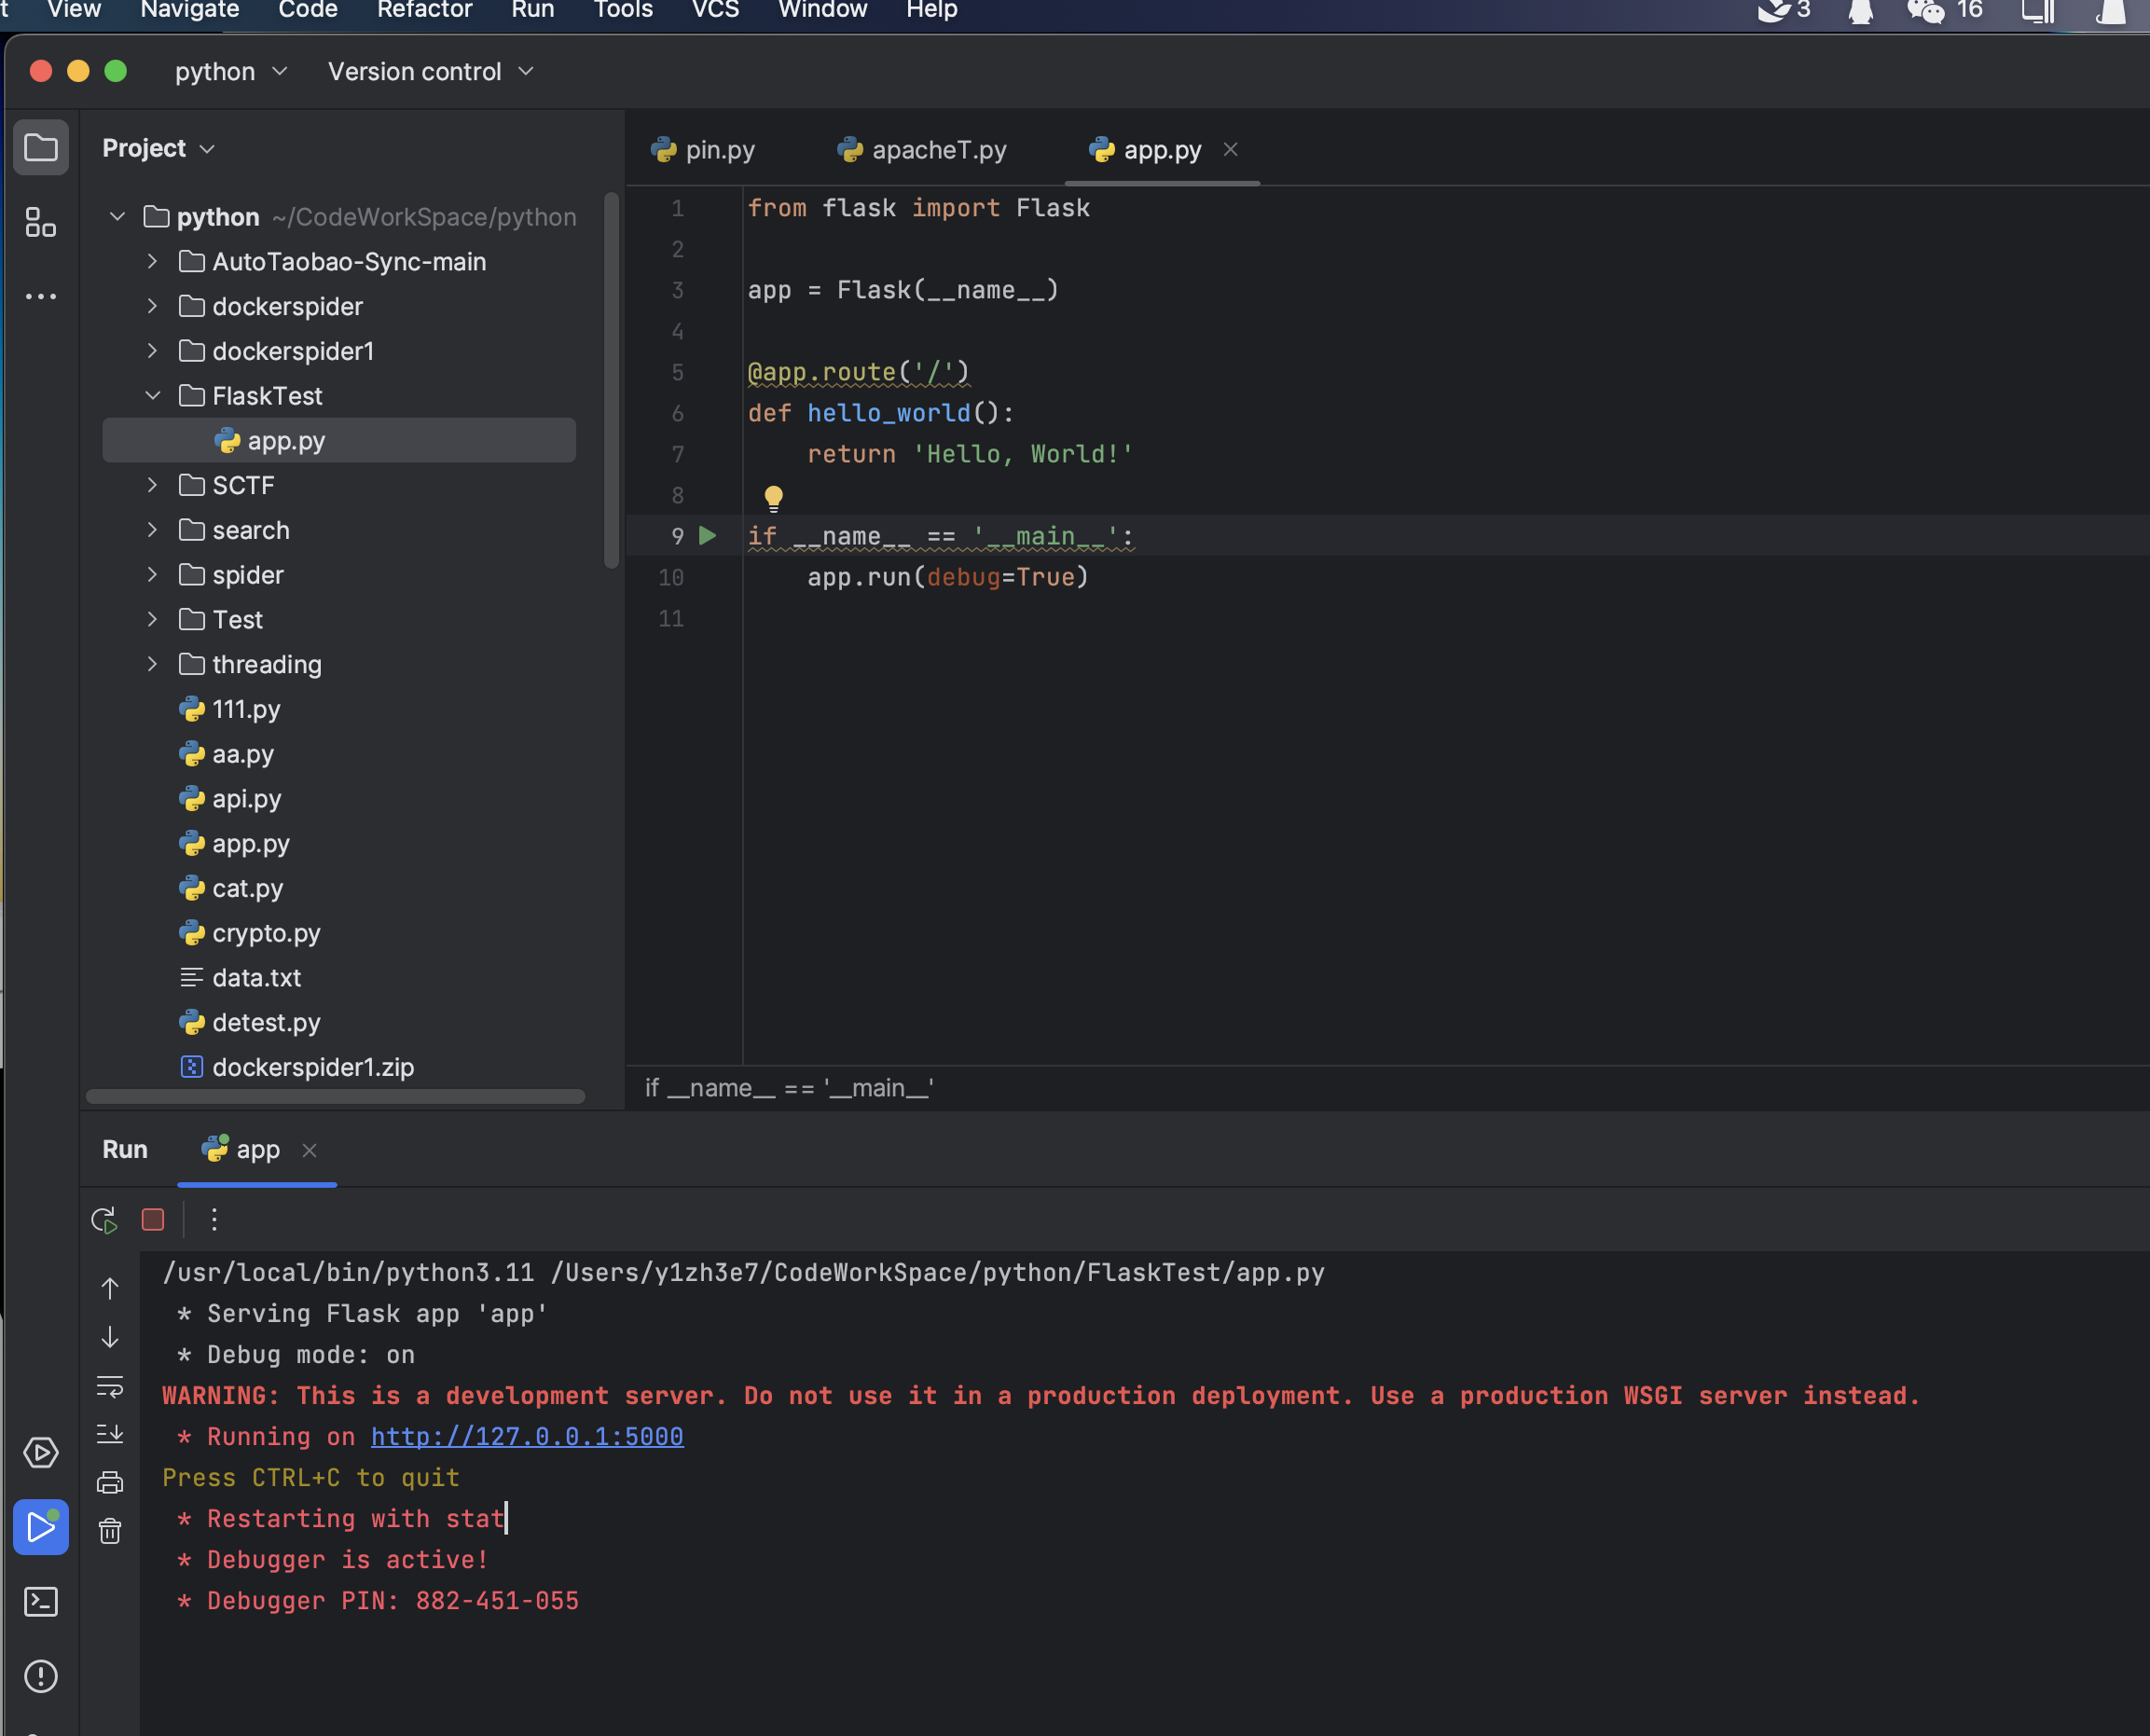 View Navigate Code Refactor Run Tools VCS Window Help 3 16
python Version control
Project
python ~/CodeWorkSpace/python
AutoTaobao-Sync-main
dockerspider
dockerspider1
FlaskTest
app.py
SCTF
search
spider
Test
threading
111.py
aa.py
api.py
app.py
cat.py
crypto.py
data.txt
detest.py
dockerspider1.zip
pin.py apacheT.py app.py
1 from flask import Flask
2
3 app = Flask(__name__)
4
5 @app.route('/')
6 def hello_world():
7     return 'Hello, World!'
8
9 if __name__ == '__main__':
10     app.run(debug=True)
11
if __name__ == '__main__'
Run app
/usr/local/bin/python3.11 /Users/y1zh3e7/CodeWorkSpace/python/FlaskTest/app.py
* Serving Flask app 'app'
* Debug mode: on
WARNING: This is a development server. Do not use it in a production deployment. Use a production WSGI server instead.
* Running on http://127.0.0.1:5000
Press CTRL+C to quit
* Restarting with stat
* Debugger is active!
* Debugger PIN: 882-451-055